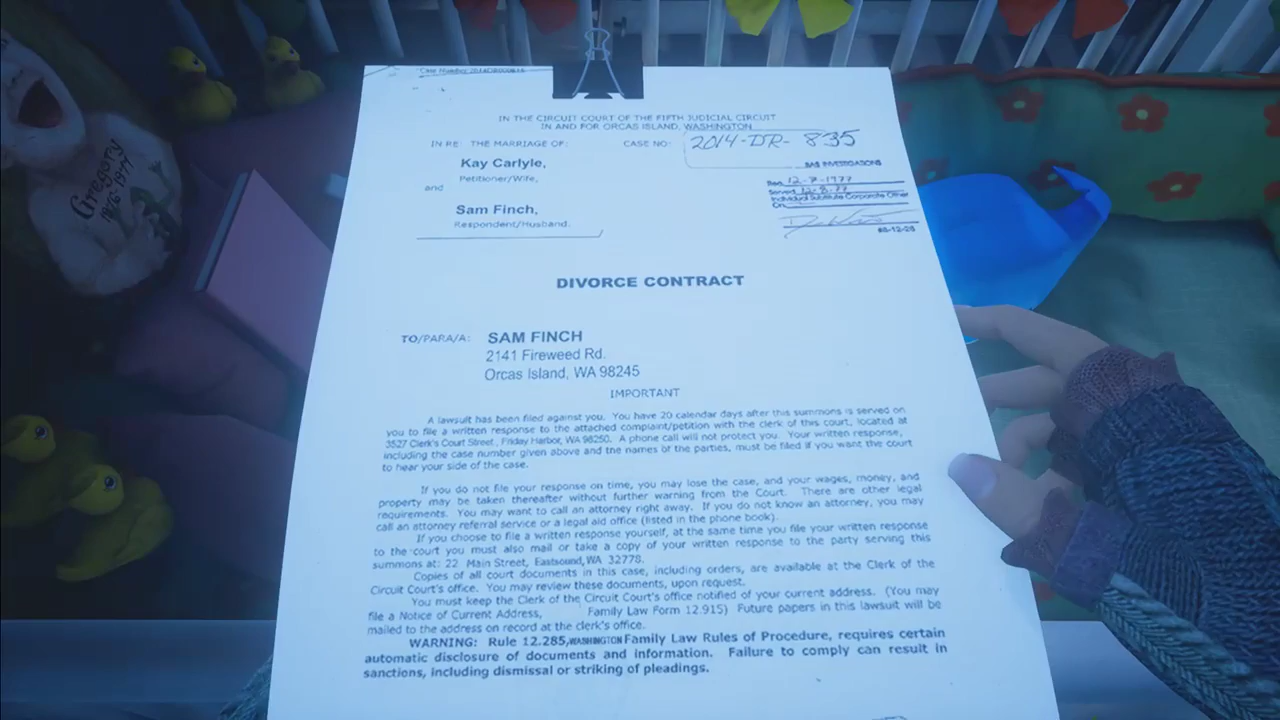 Gregory
1976-1977
Case Number
IN THE CIRCUIT COURT OF THE FIFTH JUDICIAL CIRCUIT
IN AND FOR ORCAS ISLAND, WASHINGTON
IN RE THE MARRIAGE OF:
CASE NO:
2014-DR- 835
Kay Carlyle,
Petitioner/Wife,
and
Sam Finch,
Respondent/Husband.
INVESTIGATIONS
12-7-1977
Served 12-8-77
Individual Substitute Corporate Other
On
DIVORCE CONTRACT
TO/PARA/A: SAM FINCH
2141 Fireweed Rd.
Orcas Island, WA 98245
IMPORTANT
A lawsuit has been filed against you. You have 20 calendar days after this summons is served on
you to file a written response to the attached complaint/petition with the clerk of this court, located at
3527 Clerk's Court Street, Friday Harbor, WA 98250. A phone call will not protect you. Your written response,
including the case number given above and the names of the parties, must be filed if you want the court
to hear your side of the case.
If you do not file your response on time, you may lose the case, and your wages, money, and
property may be taken thereafter without further warning from the Court. There are other legal
requirements. You may want to call an attorney right away. If you do not know an attorney, you may
call an attorney referral service or a legal aid office (listed in the phone book).
If you choose to file a written response yourself, at the same time you file your written response
to the court you must also mail or take a copy of your written response to the party serving this
summons at: 22 Main Street, Eastsound, WA 32778.
Copies of all court documents in this case, including orders, are available at the Clerk of the
Circuit Court's office. You may review these documents, upon request.
You must keep the Clerk of the Circuit Court's office notified of your current address. (You may
file a Notice of Current Address, Family Law Form 12.915) Future papers in this lawsuit will be
mailed to the address on record at the clerk's office.
WARNING: Rule 12.285, WASHINGTON Family Law Rules of Procedure, requires certain
automatic disclosure of documents and information. Failure to comply can result in
sanctions, including dismissal or striking of pleadings.